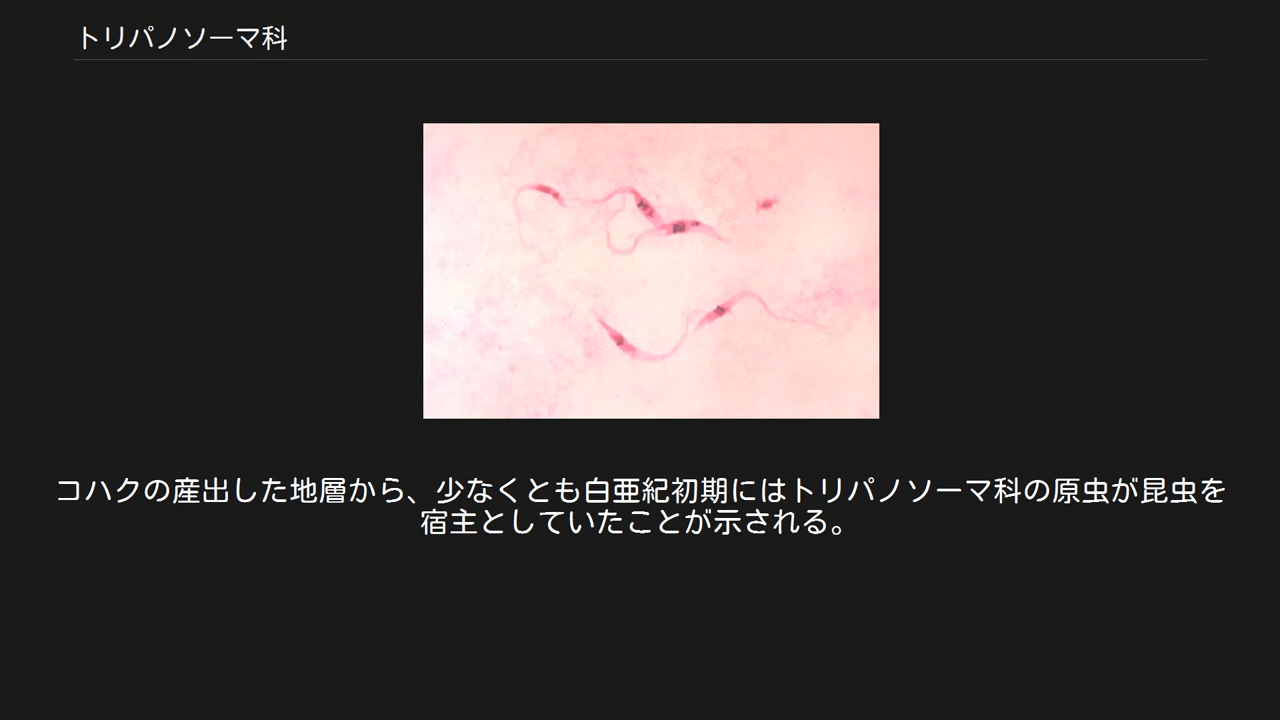 トリパノソーマ科
コハクの産出した地層から、少なくとも白亜紀初期にはトリパノソーマ科の原虫が昆虫を
宿主としていたことが示される。